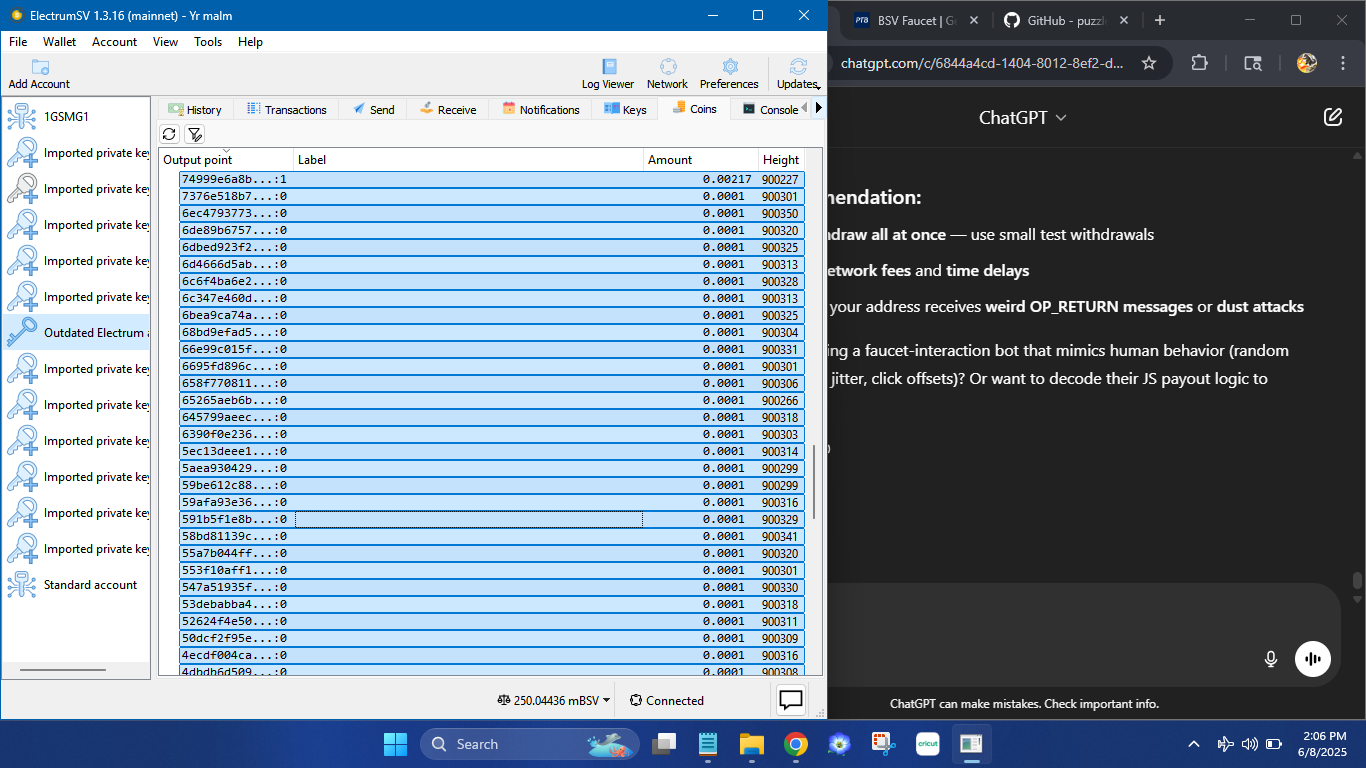 ElectrumSV 1.3.16 (mainnet) - Yr malm
File Wallet Account View Tools Help
Add Account
Log Viewer Network Preferences Updates
1GSMG1
Imported private key
Imported private key
Imported private key
Imported private key
Imported private key
Outdated Electrum a
Imported private key
Imported private key
Imported private key
Imported private key
Imported private key
Imported private key
Standard account
History Transactions Send Receive Notifications Keys Coins Console
Output point Label Amount Height
74999e6a8b...:1 0.00217 900227
7376e518b7...:0 0.0001 900301
6ec4793773...:0 0.0001 900350
6de89b6757...:0 0.0001 900320
6dbed923f2...:0 0.0001 900325
6d4666d5ab...:0 0.0001 900313
6c6f4ba6e2...:0 0.0001 900328
6c347e460d...:0 0.0001 900313
6bea9ca74a...:0 0.0001 900325
68bd9efad5...:0 0.0001 900304
66e99c015f...:0 0.0001 900331
6695fd896c...:0 0.0001 900301
658f770811...:0 0.0001 900306
65265aeb6b...:0 0.0001 900266
645799aeec...:0 0.0001 900318
6390f0e236...:0 0.0001 900303
5ec13deee1...:0 0.0001 900314
5aea930429...:0 0.0001 900299
59be612c88...:0 0.0001 900299
59afa93e36...:0 0.0001 900316
591b5f1e8b...:0 0.0001 900329
58bd81139c...:0 0.0001 900341
55a7b044ff...:0 0.0001 900320
553f10aff1...:0 0.0001 900301
547a51935f...:0 0.0001 900330
53debabba4...:0 0.0001 900318
52624f4e50...:0 0.0001 900311
50dcf2f95e...:0 0.0001 900309
4ecdf004ca...:0 0.0001 900316
4dbdb6d509...:0 0.0001 900308
250.04436 mBSV Connected
BSV Faucet | G
GitHub - puzzl
chatgpt.com/c/6844a4cd-1404-8012-8ef2-d...
ChatGPT
endation:
draw all at once — use small test withdrawals
etwork fees and time delays
your address receives weird OP_RETURN messages or dust attacks
ing a faucet-interaction bot that mimics human behavior (random
jitter, click offsets)? Or want to decode their JS payout logic to
ChatGPT can make mistakes. Check important info.
Search
cricut
2:06 PM
6/8/2025